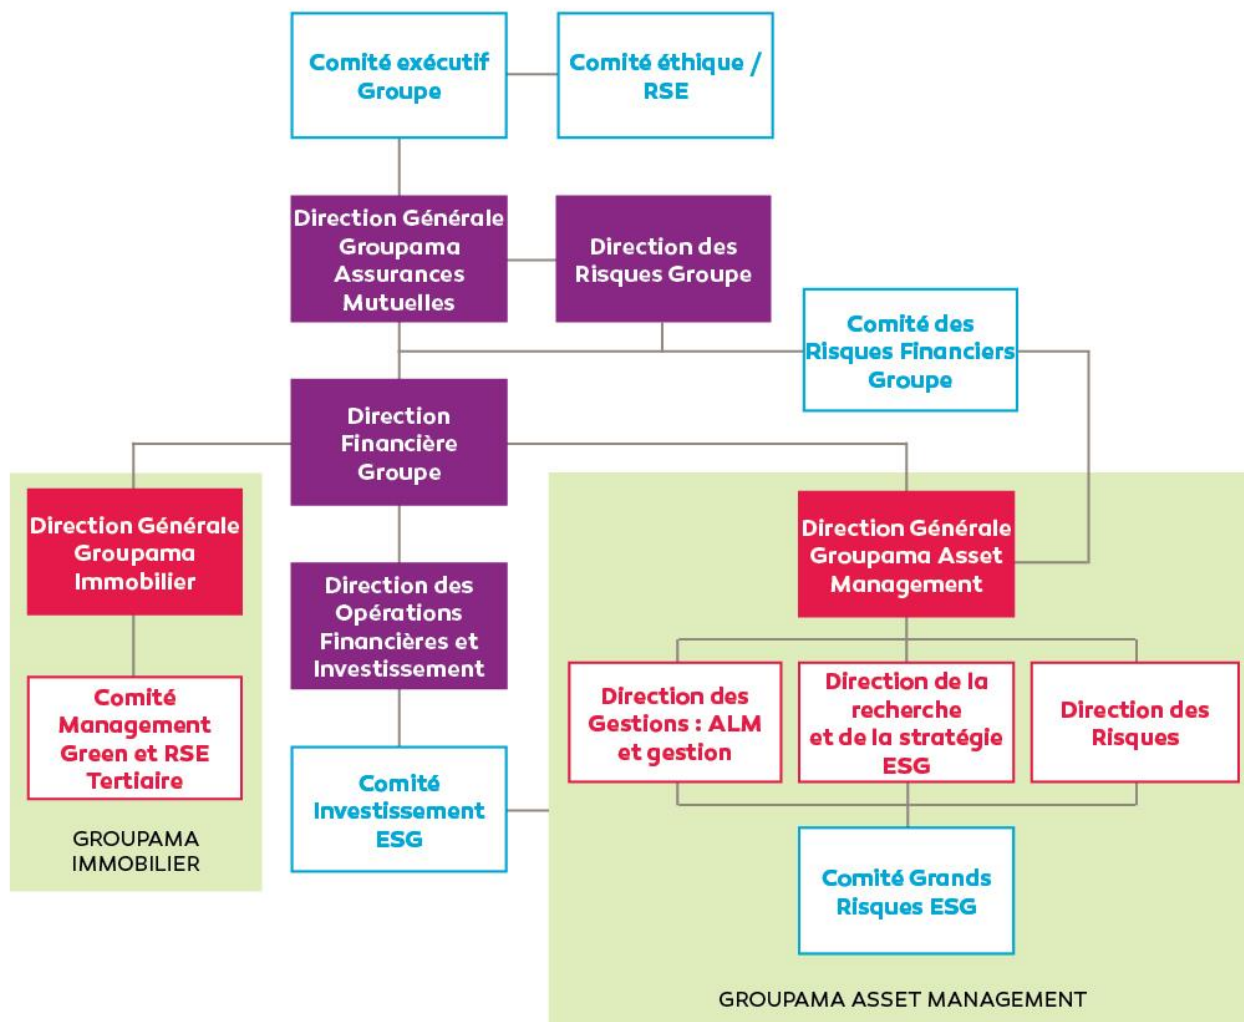 Comité exécutif
Groupe
Comité éthique /
RSE
Direction Générale
Groupama
Assurances
Mutuelles
Direction des
Risques Groupe
Comité des
Risques Financiers
Groupe
Direction
Financière
Groupe
Direction Générale
Groupama
Immobilier
Direction des
Opérations
Financières et
Investissement
Direction Générale
Groupama Asset
Management
Comité
Management
Green et RSE
Tertiaire
Direction des
Gestions : ALM
et gestion
Direction de la
recherche
et de la stratégie
ESG
Direction des
Risques
Comité
Investissement
ESG
GROUPAMA
IMMOBILIER
Comité Grands
Risques ESG
GROUPAMA ASSET MANAGEMENT